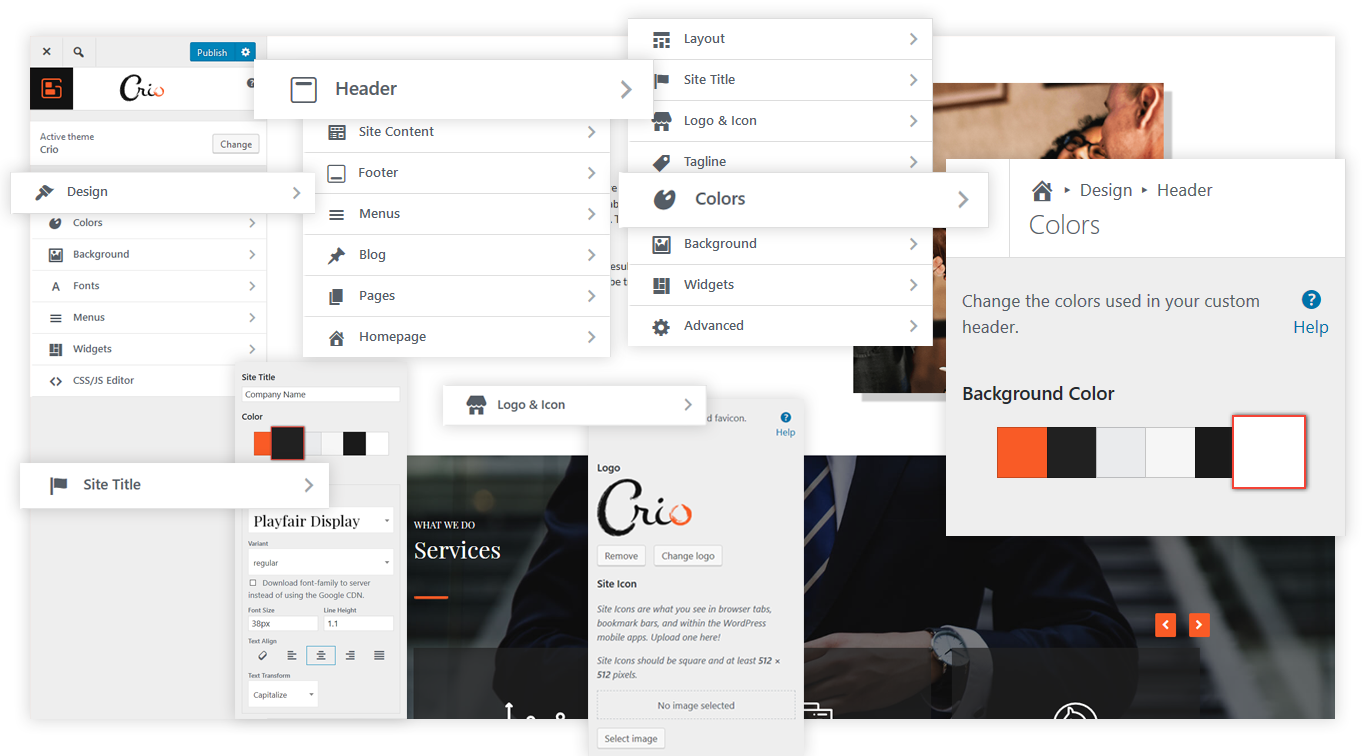 Publish
Crio
Active theme
Crio
Change
Design
Colors
Background
Fonts
Menus
Widgets
CSS/JS Editor
Header
Site Content
Footer
Menus
Blog
Pages
Homepage
Layout
Site Title
Logo & Icon
Tagline
Colors
Background
Widgets
Advanced
Design
Header
Colors
Change the colors used in your custom
header.
Help
Background Color
Site Title
Company Name
Color
Site Title
Playfair Display
Variant
regular
Download font-family to server
instead of using the Google CDN.
Font Size
Line Height
38px
1.1
Text Align
Text Transform
Capitalize
WHAT WE DO
Services
Logo & Icon
favicon.
Help
Logo
Crio
Remove
Change logo
Site Icon
Site Icons are what you see in browser tabs,
bookmark bars, and within the WordPress
mobile apps. Upload one here!
Site Icons should be square and at least 512 ×
512 pixels.
No image selected
Select image